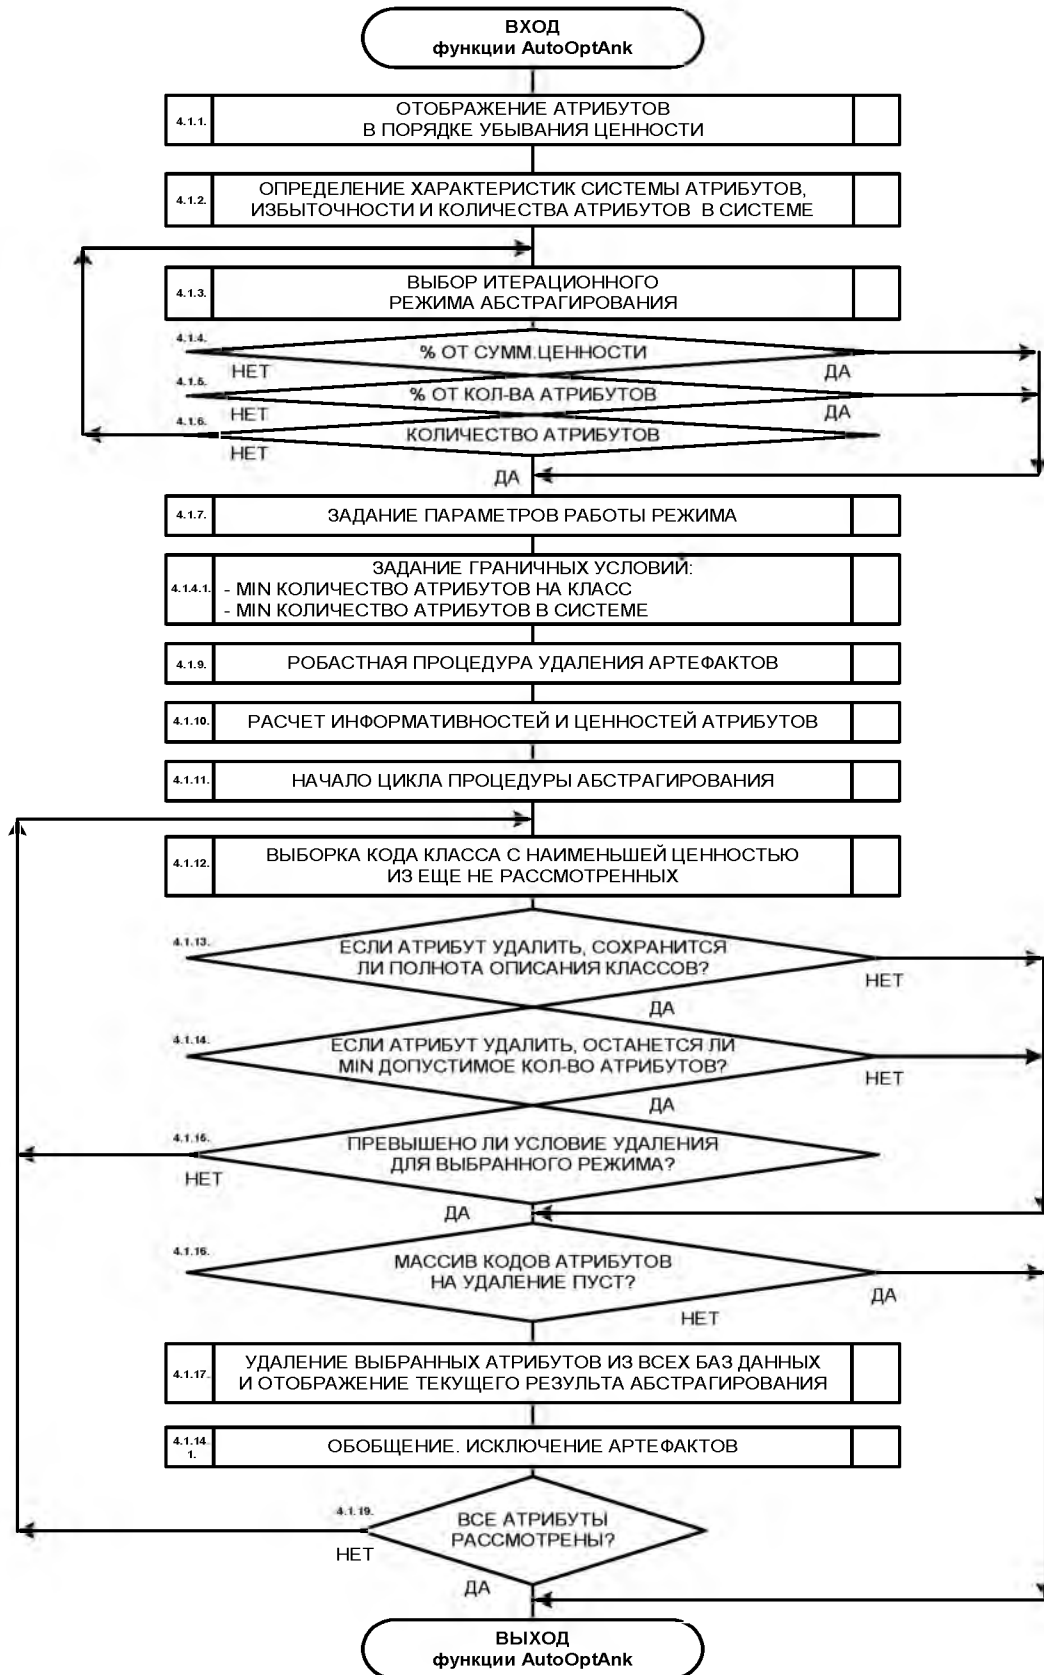 ВХОД
функции AutoOptAnk
4.1.1.
ОТОБРАЖЕНИЕ АТРИБУТОВ
В ПОРЯДКЕ УБЫВАНИЯ ЦЕННОСТИ
4.1.2.
ОПРЕДЕЛЕНИЕ ХАРАКТЕРИСТИК СИСТЕМЫ АТРИБУТОВ,
ИЗБЫТОЧНОСТИ И КОЛИЧЕСТВА АТРИБУТОВ В СИСТЕМЕ
4.1.3.
ВЫБОР ИТЕРАЦИОННОГО
РЕЖИМА АБСТРАГИРОВАНИЯ
4.1.4.
% ОТ СУММ.ЦЕННОСТИ
НЕТ
ДА
4.1.5.
% ОТ КОЛ-ВА АТРИБУТОВ
НЕТ
ДА
4.1.6.
КОЛИЧЕСТВО АТРИБУТОВ
НЕТ
ДА
4.1.7.
ЗАДАНИЕ ПАРАМЕТРОВ РАБОТЫ РЕЖИМА
4.1.4.1.
ЗАДАНИЕ ГРАНИЧНЫХ УСЛОВИЙ:
- MIN КОЛИЧЕСТВО АТРИБУТОВ НА КЛАСС
- MIN КОЛИЧЕСТВО АТРИБУТОВ В СИСТЕМЕ
4.1.9.
РОБАСТНАЯ ПРОЦЕДУРА УДАЛЕНИЯ АРТЕФАКТОВ
4.1.10.
РАСЧЕТ ИНФОРМАТИВНОСТЕЙ И ЦЕННОСТЕЙ АТРИБУТОВ
4.1.11.
НАЧАЛО ЦИКЛА ПРОЦЕДУРЫ АБСТРАГИРОВАНИЯ
4.1.12.
ВЫБОРКА КОДА КЛАССА С НАИМЕНЬШЕЙ ЦЕННОСТЬЮ
ИЗ ЕЩЕ НЕ РАССМОТРЕННЫХ
4.1.13.
ЕСЛИ АТРИБУТ УДАЛИТЬ, СОХРАНИТСЯ
ЛИ ПОЛНОТА ОПИСАНИЯ КЛАССОВ?
НЕТ
ДА
4.1.14.
ЕСЛИ АТРИБУТ УДАЛИТЬ, ОСТАНЕТСЯ ЛИ
MIN ДОПУСТИМОЕ КОЛ-ВО АТРИБУТОВ?
НЕТ
ДА
4.1.15.
ПРЕВЫШЕНО ЛИ УСЛОВИЕ УДАЛЕНИЯ
ДЛЯ ВЫБРАННОГО РЕЖИМА?
НЕТ
ДА
4.1.16.
МАССИВ КОДОВ АТРИБУТОВ
НА УДАЛЕНИЕ ПУСТ?
ДА
НЕТ
4.1.17.
УДАЛЕНИЕ ВЫБРАННЫХ АТРИБУТОВ ИЗ ВСЕХ БАЗ ДАННЫХ
И ОТОБРАЖЕНИЕ ТЕКУЩЕГО РЕЗУЛЬТА АБСТРАГИРОВАНИЯ
4.1.14
1.
ОБОБЩЕНИЕ. ИСКЛЮЧЕНИЕ АРТЕФАКТОВ
4.1.19.
ВСЕ АТРИБУТЫ
РАССМОТРЕНЫ?
НЕТ
ДА
ВЫХОД
функции AutoOptAnk